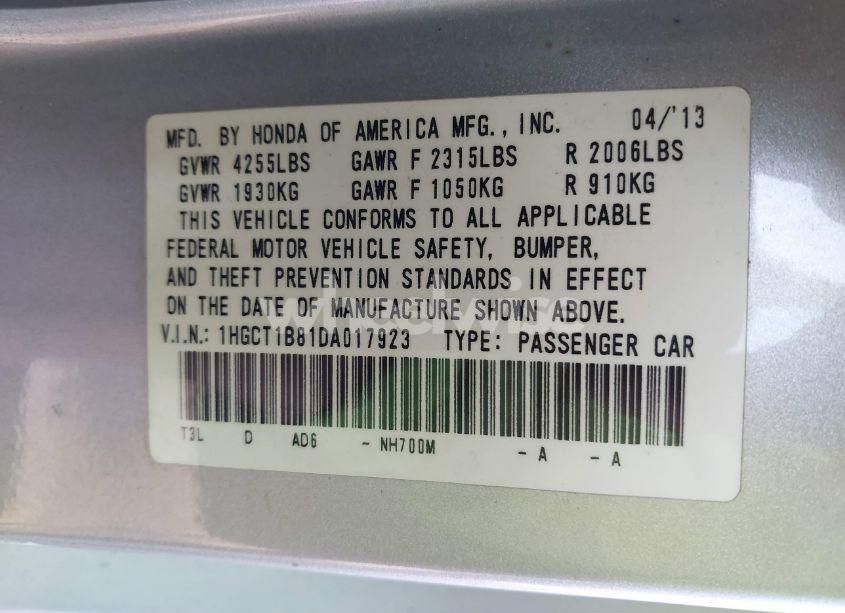 MFD. BY HONDA OF AMERICA MFG., INC. 04/'13
GVWR 4255LBS GAWR F 2315LBS R 2006LBS
GVWR 1930KG GAWR F 1050KG R 910KG
THIS VEHICLE CONFORMS TO ALL APPLICABLE
FEDERAL MOTOR VEHICLE SAFETY, BUMPER,
AND THEFT PREVENTION STANDARDS IN EFFECT
ON THE DATE OF MANUFACTURE SHOWN ABOVE.
V.I.N.: 1HGCT1B81DA017923 TYPE: PASSENGER CAR
T3L D AD6 - NH700M - A - A